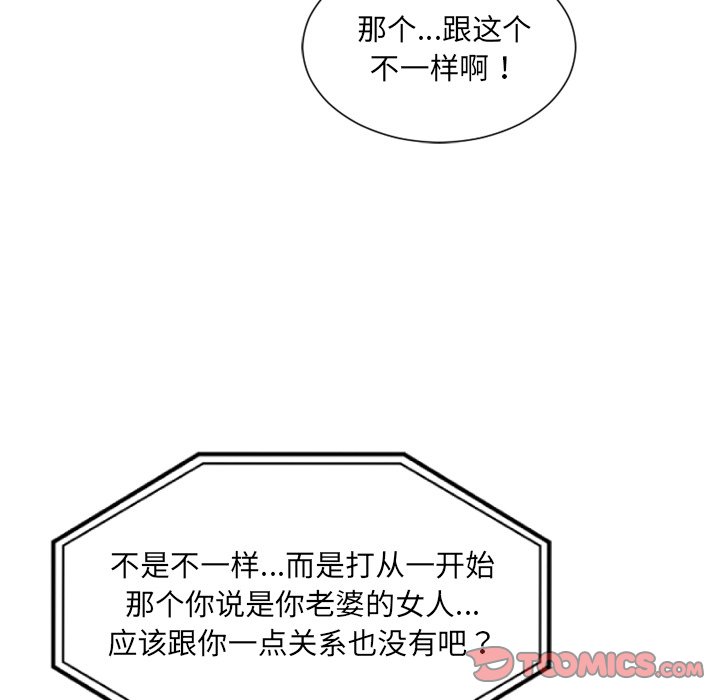 那个...跟这个
不一样啊！
不是不一样...而是打从一开始
那个你说是你老婆的女人...
应该跟你一点关系也没有吧？
TOOMICS.COM